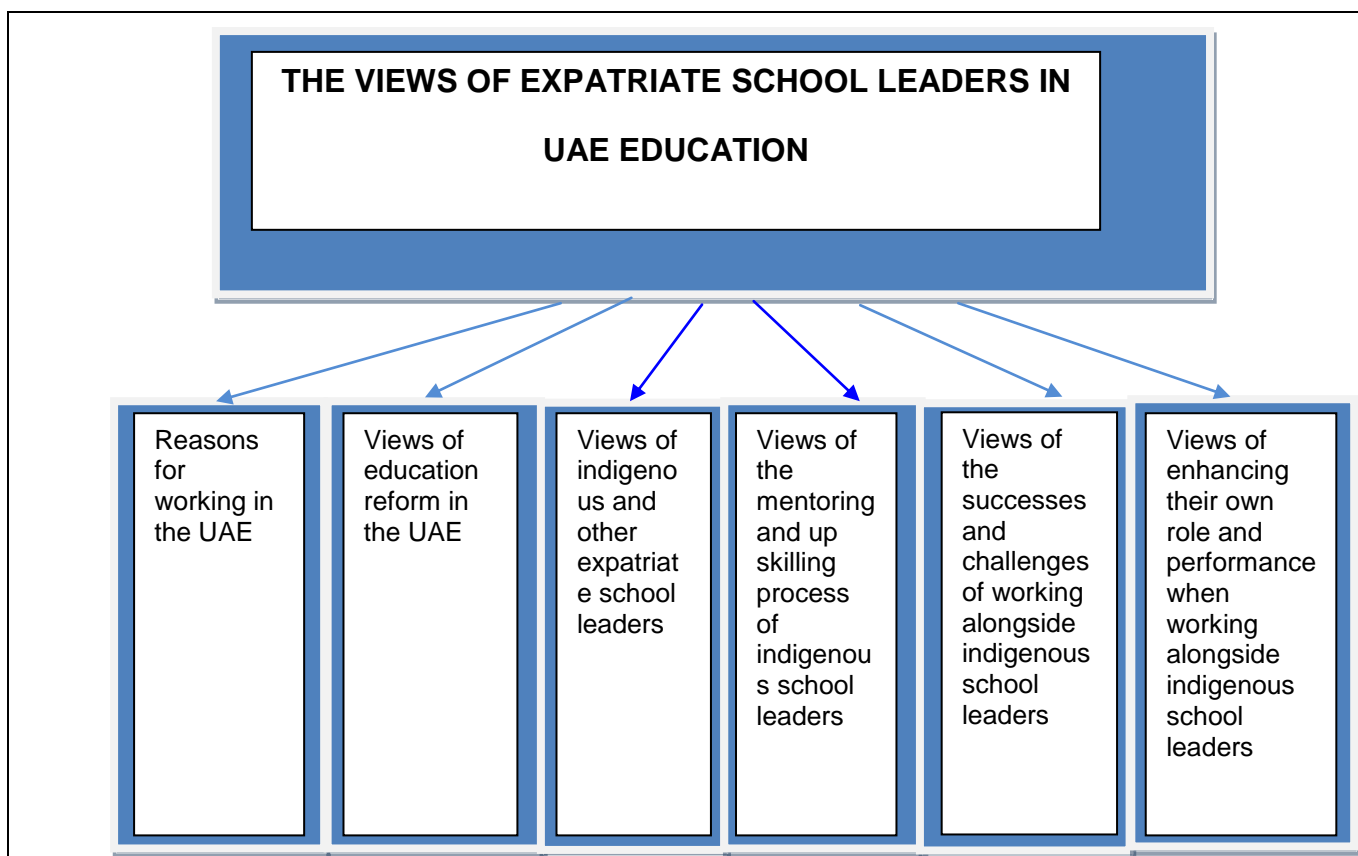 THE VIEWS OF EXPATRIATE SCHOOL LEADERS IN
UAE EDUCATION
Reasons
for
working in
the UAE
Views of
education
reform in
the UAE
Views of
indigeno
us and
other
expatriat
e school
leaders
Views of
the
mentoring
and up
skilling
process
of
indigenou
s school
leaders
Views of
the
successes
and
challenges
of working
alongside
indigenous
school
leaders
Views of
enhancing
their own
role and
performance
when
working
alongside
indigenous
school
leaders